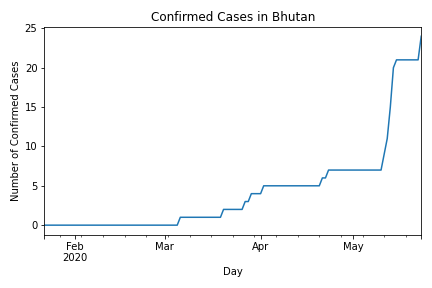 Confirmed Cases in Bhutan
25
20
15
10
5
0
Number of Confirmed Cases
Feb Mar Apr May
2020
Day